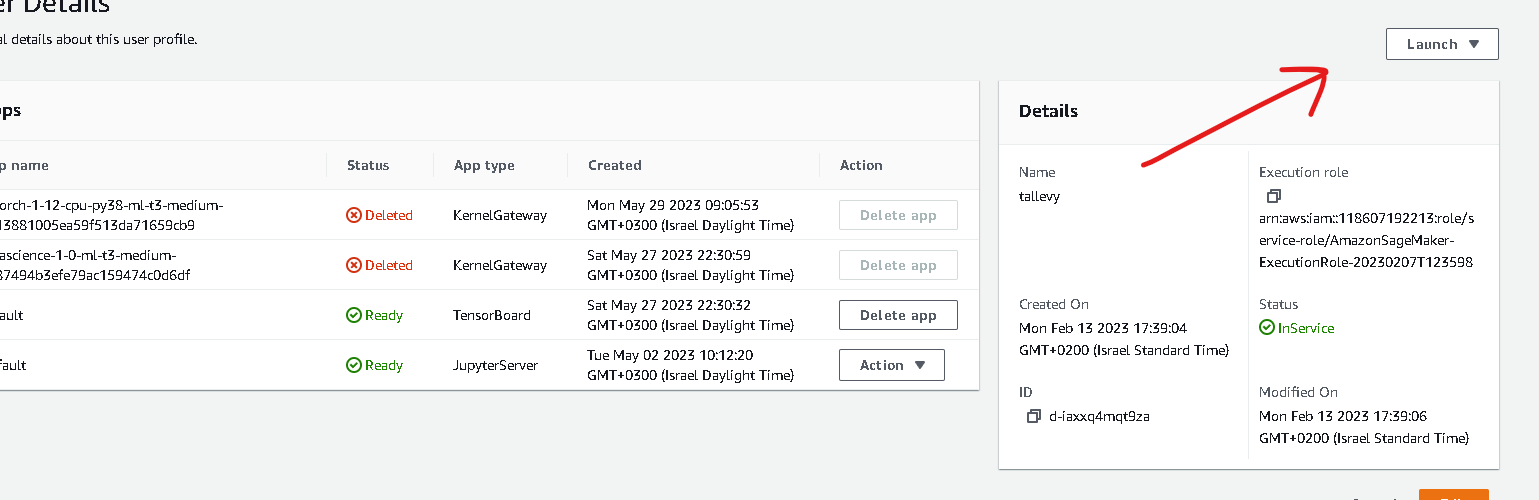 er Details
al details about this user profile.
Launch
ops
Details
p name Status App type Created Action
Name
tallevy
Execution role
arn:aws:iam::118607192213:role/s
ervice-role/AmazonSageMaker-
ExecutionRole-20230207T123598
orch-1-12-cpu-py38-ml-t3-medium-
13881005ea59f513da71659cb9
Deleted
KernelGateway
Mon May 29 2023 09:05:53
GMT+0300 (Israel Daylight Time)
Delete app
ascience-1-0-ml-t3-medium-
87494b3efe79ac159474c0d6df
Deleted
KernelGateway
Sat May 27 2023 22:30:59
GMT+0300 (Israel Daylight Time)
Delete app
ault
Ready
TensorBoard
Sat May 27 2023 22:30:32
GMT+0300 (Israel Daylight Time)
Delete app
fault
Ready
JupyterServer
Tue May 02 2023 10:12:20
GMT+0300 (Israel Daylight Time)
Action
Created On
Mon Feb 13 2023 17:39:04
GMT+0200 (Israel Standard Time)
Status
InService
ID
d-iaxxq4mqt9za
Modified On
Mon Feb 13 2023 17:39:06
GMT+0200 (Israel Standard Time)